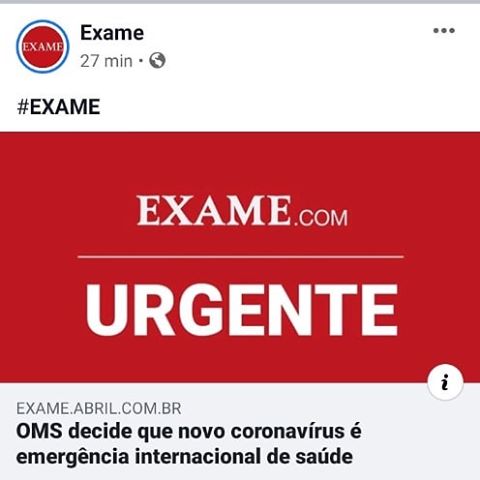 EXAME
Exame
27 min •
#EXAME
EXAME.COM
URGENTE
i
EXAME.ABRIL.COM.BR
OMS decide que novo coronavírus é
emergência internacional de saúde